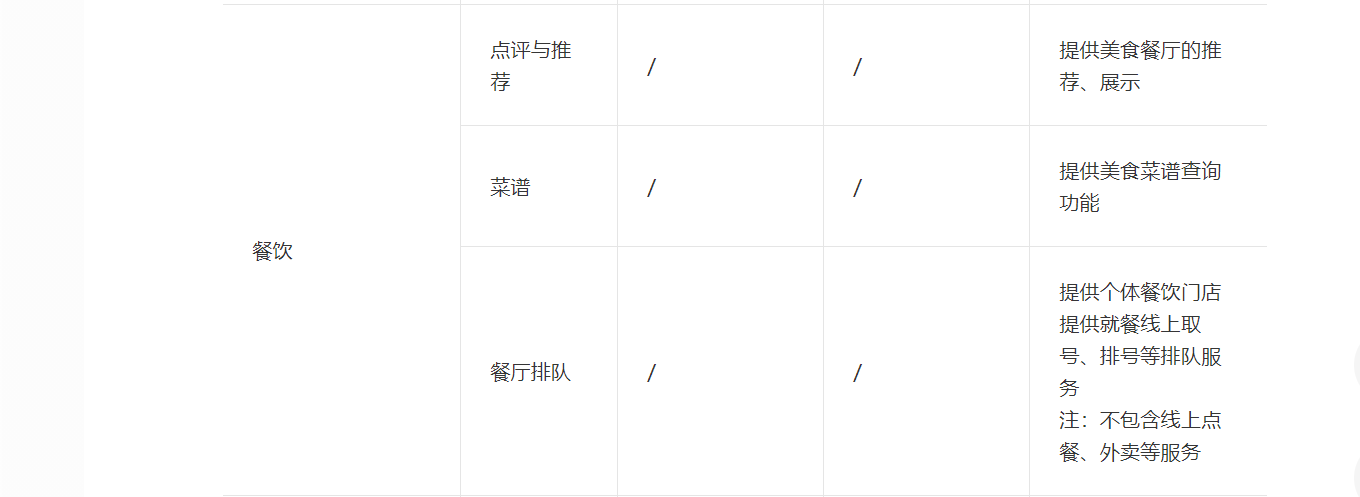 点评与推
荐
/
/
提供美食餐厅的推
荐、展示
菜谱
/
/
提供美食菜谱查询
功能
餐饮
餐厅排队
/
/
提供个体餐饮门店
提供就餐线上取
号、排号等排队服
务
注：不包含线上点
餐、外卖等服务